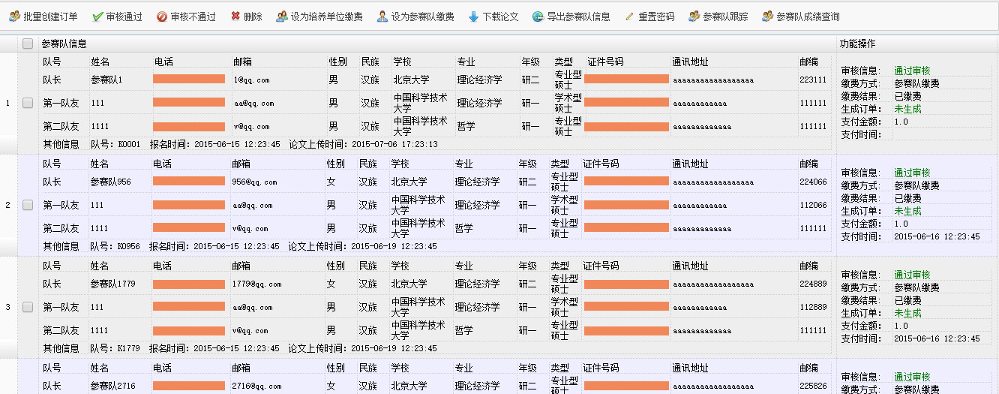 批量创建订单 审核通过 审核不通过 删除 设为培养单位缴费 设为参赛队缴费 下载论文 导出参赛队信息 重置密码 参赛队跟踪 参赛队成绩查询
参赛队信息 功能操作
1
队号 姓名 电话 邮箱 性别 民族 学校 专业 年级 类型 证件号码 通讯地址 邮编
队长 参赛队1 1@qq.com 男 汉族 北京大学 理论经济学 研二 专业型硕士 aaaaaaaaaaaaaaaaaa 223111
第一队友 111 aa@qq.com 男 汉族 中国科学技术大学 理论经济学 研一 学术型硕士 aaaaaaaaaaaa 111111
第二队友 1111 v@qq.com 男 汉族 中国科学技术大学 哲学 研一 专业型硕士 aaaaaaaaaaaaa 111111
其他信息 队号：K0001 报名时间：2015-06-15 12:23:45 论文上传时间：2015-07-06 17:23:13
审核信息： 通过审核
缴费方式： 参赛队缴费
缴费结果： 已缴费
生成订单： 未生成
支付金额： 1.0
支付时间：
2
队号 姓名 电话 邮箱 性别 民族 学校 专业 年级 类型 证件号码 通讯地址 邮编
队长 参赛队956 956@qq.com 女 汉族 北京大学 理论经济学 研二 专业型硕士 aaaaaaaaaaaaaaaaaa 224066
第一队友 111 aa@qq.com 男 汉族 中国科学技术大学 理论经济学 研一 学术型硕士 aaaaaaaaaaaa 112066
第二队友 1111 v@qq.com 男 汉族 中国科学技术大学 哲学 研一 专业型硕士 aaaaaaaaaaaaa 111111
其他信息 队号：K0956 报名时间：2015-06-15 12:23:45 论文上传时间：2015-06-19 12:23:45
审核信息： 通过审核
缴费方式： 参赛队缴费
缴费结果： 已缴费
生成订单： 未生成
支付金额： 1.0
支付时间： 2015-06-16 12:23:45
3
队号 姓名 电话 邮箱 性别 民族 学校 专业 年级 类型 证件号码 通讯地址 邮编
队长 参赛队1779 1779@qq.com 女 汉族 北京大学 理论经济学 研二 专业型硕士 aaaaaaaaaaaaaaaaaa 224889
第一队友 111 aa@qq.com 男 汉族 中国科学技术大学 理论经济学 研一 学术型硕士 aaaaaaaaaaaa 112889
第二队友 1111 v@qq.com 男 汉族 中国科学技术大学 哲学 研一 专业型硕士 aaaaaaaaaaaaa 111111
其他信息 队号：K1779 报名时间：2015-06-15 12:23:45 论文上传时间：2015-06-19 12:23:45
审核信息： 通过审核
缴费方式： 参赛队缴费
缴费结果： 已缴费
生成订单： 未生成
支付金额： 1.0
支付时间： 2015-06-16 12:23:45
队号 姓名 电话 邮箱 性别 民族 学校 专业 年级 类型 证件号码 通讯地址 邮编
队长 参赛队2716 2716@qq.com 女 汉族 北京大学 理论经济学 研二 专业型硕士 aaaaaaaaaaaaaaaaaa 225826
审核信息： 通过审核
缴费方式： 参赛队缴费